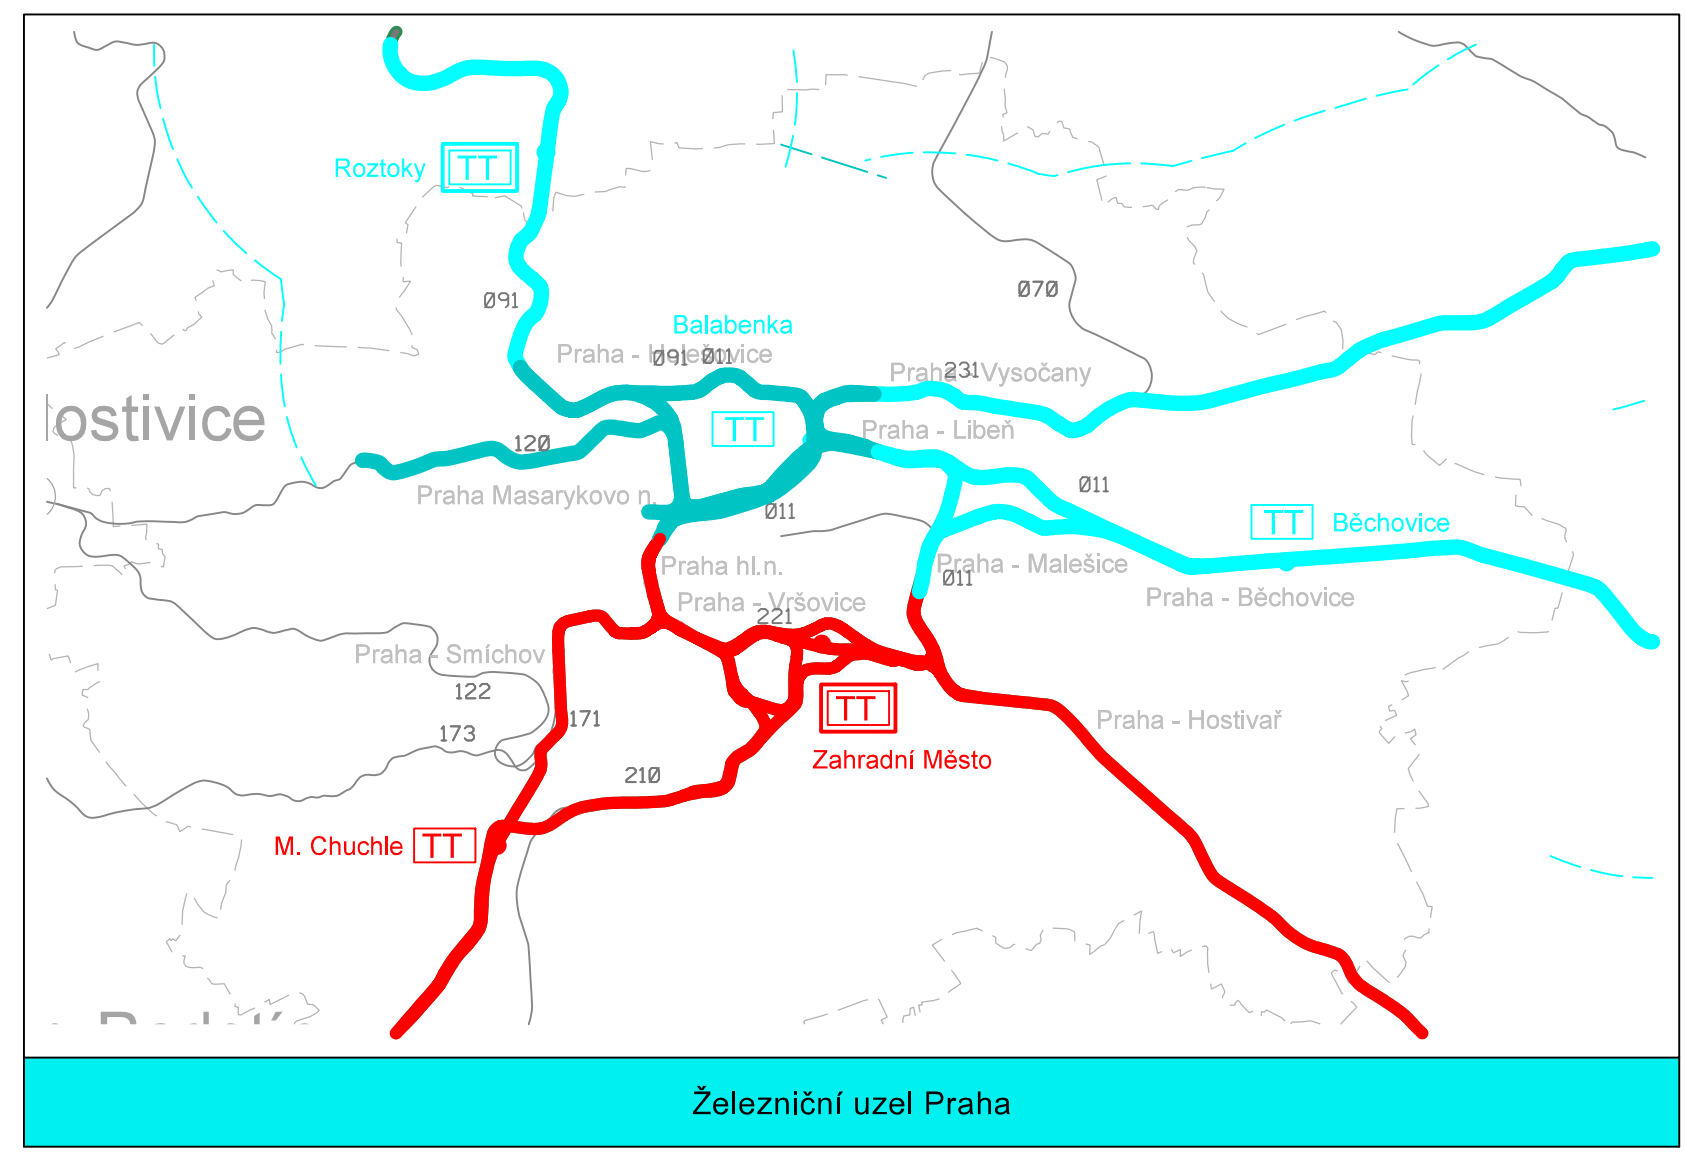 Roztoky
TT
091
070
Balabenka
Praha - Holešovice
091
011
231
Praha - Vysočany
ostivice
TT
Praha - Libeň
120
Praha Masarykovo n.
011
011
TT
Běchovice
Praha hl.n.
Praha - Malešice
011
Praha - Běchovice
Praha - Vršovice
221
Praha - Smíchov
122
171
173
TT
Praha - Hostivař
Zahradní Město
210
M. Chuchle
TT
Železniční uzel Praha